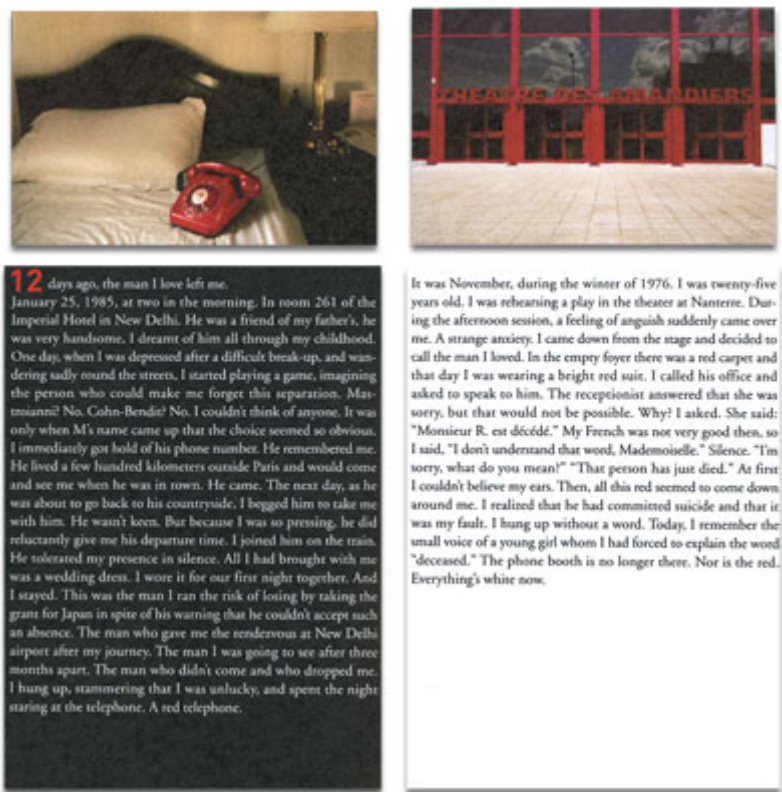 THEATRE DES AMANDIERS
12 days ago, the man I love left me.
January 25, 1985, at two in the morning. In room 261 of the
Imperial Hotel in New Delhi. He was a friend of my father's, he
was very handsome, I dreamt of him all through my childhood.
One day, when I was depressed after a difficult break-up, and wan-
dering sadly round the streets, I started playing a game, imagining
the person who could make me forget this separation. Mas-
troianni? No. Cohn-Bendit? No. I couldn't think of anyone. It was
only when M's name came up that the choice seemed so obvious.
I immediately got hold of his phone number. He remembered me.
He lived a few hundred kilometers outside Paris and would come
and see me when he was in town. He came. The next day, as he
was about to go back to his countryside, I begged him to take me
with him. He wasn't keen. But because I was so pressing, he did
reluctantly give me his departure time. I joined him on the train.
He tolerated my presence in silence. All I had brought with me
was a wedding dress. I wore it for our first night together. And
I stayed. This was the man I ran the risk of losing by taking the
grant for Japan in spite of his warning that he couldn't accept such
an absence. The man who gave me the rendezvous at New Delhi
airport after my journey. The man I was going to see after three
months apart. The man who didn't come and who dropped me.
I hung up, stammering that I was unlucky, and spent the night
staring at the telephone. A red telephone.
It was November, during the winter of 1976. I was twenty-five
years old. I was rehearsing a play in the theater at Nanterre. Dur-
ing the afternoon session, a feeling of anguish suddenly came over
me. A strange anxiety. I came down from the stage and decided to
call the man I loved. In the empty foyer there was a red carpet and
that day I was wearing a bright red suit. I called his office and
asked to speak to him. The receptionist answered that she was
sorry, but that would not be possible. Why? I asked. She said:
"Monsieur R. est décédé." My French was not very good then, so
I said, "I don't understand that word, Mademoiselle." Silence. "I'm
sorry, what do you mean?" "That person has just died." At first
I couldn't believe my ears. Then, all this red seemed to come down
around me. I realized that he had committed suicide and that it
was my fault. I hung up without a word. Today, I remember the
small voice of a young girl whom I had forced to explain the word
"deceased." The phone booth is no longer there. Nor is the red.
Everything's white now.